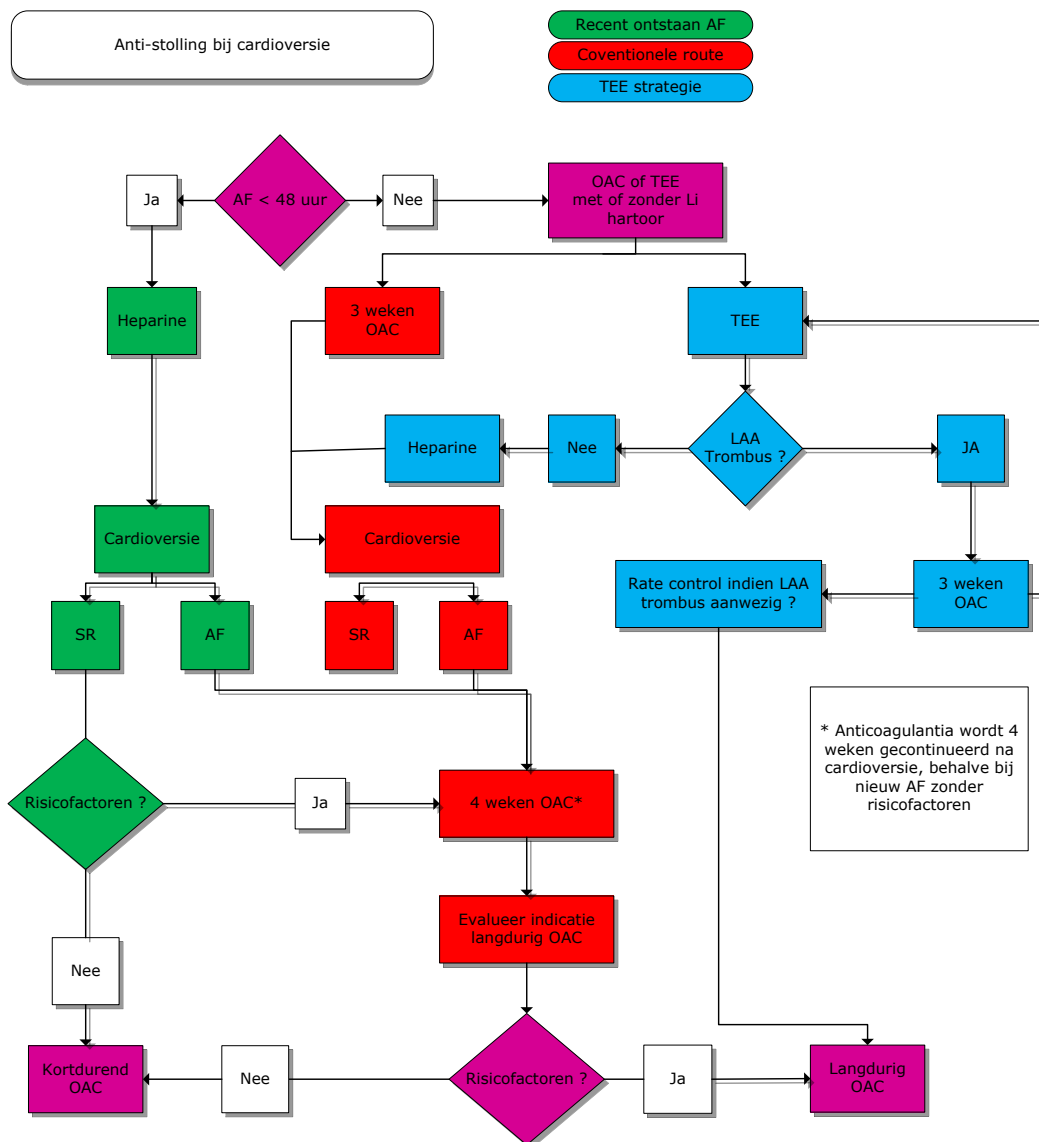 Anti-stolling bij cardioversie
Recent ontstaan AF
Coventionele route
TEE strategie
AF < 48 uur
Ja
Nee
OAC of TEE
met of zonder Li
hartoor
Heparine
3 weken
OAC
TEE
LAA
Trombus ?
Heparine
Nee
JA
Cardioversie
Cardioversie
Rate control indien LAA
trombus aanwezig ?
3 weken
OAC
SR
AF
SR
AF
* Anticoagulantia wordt 4
weken gecontinueerd na
cardioversie, behalve bij
nieuw AF zonder
risicofactoren
Risicofactoren ?
Ja
4 weken OAC*
Evalueer indicatie
langdurig OAC
Nee
Kortdurend
OAC
Nee
Risicofactoren ?
Ja
Langdurig
OAC